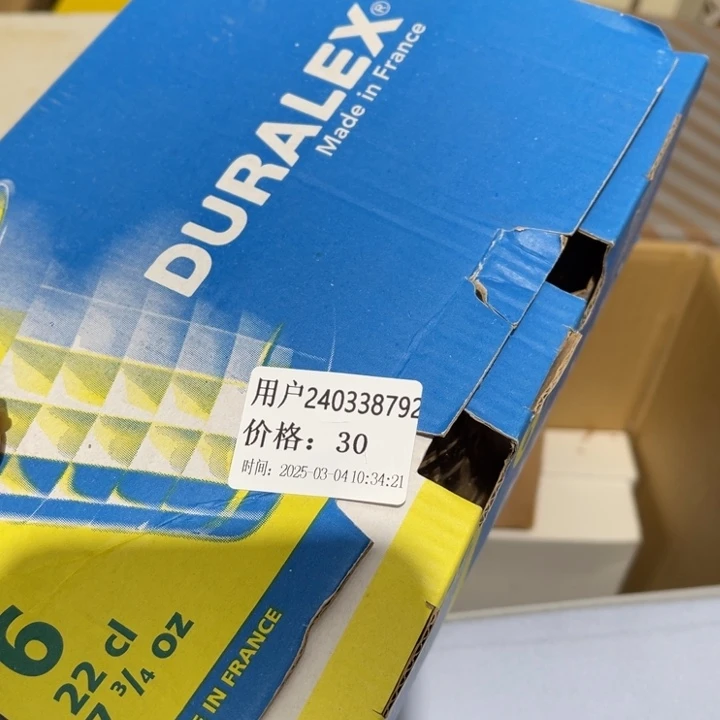 DURALEX®
Made in France
用户240338792
价格：30
时间：2025-03-04 10:34:21
6
22 cl
7 3/4 oz
IN FRANCE